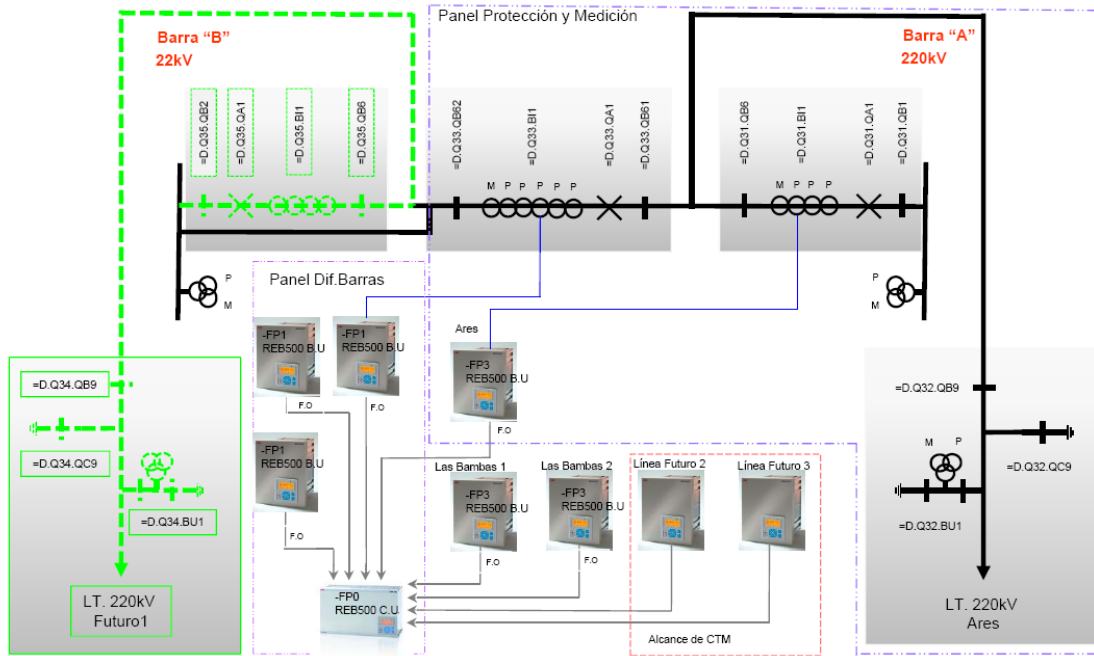 Panel Protección y Medición
Barra “B”
22kV
Barra “A”
220kV
=D.Q35.QB2
=D.Q35.QA1
=D.Q35.BI1
=D.Q35.QB6
=D.Q33.QB62
=D.Q33.BI1
=D.Q33.QA1
=D.Q33.QB61
=D.Q31.QB6
=D.Q31.BI1
=D.Q31.QA1
=D.Q31.QB1
M P P P P P
M P P P
P
M
P
M
Panel Dif.Barras
-FP1
REB500 B.U
-FP1
REB500 B.U
Ares
-FP3
REB500 B.U
F.O
F.O
F.O
-FP1
REB500 B.U
F.O
=D.Q34.QB9
=D.Q34.QC9
=D.Q34.BU1
LT. 220kV
Futuro1
Las Bambas 1
-FP3
REB500 B.U
F.O
Las Bambas 2
-FP3
REB500 B.U
F.O
Línea Futuro 2
Línea Futuro 3
-FP0
REB500 C.U
Alcance de CTM
=D.Q32.QB9
=D.Q32.QC9
M P
=D.Q32.BU1
LT. 220kV
Ares